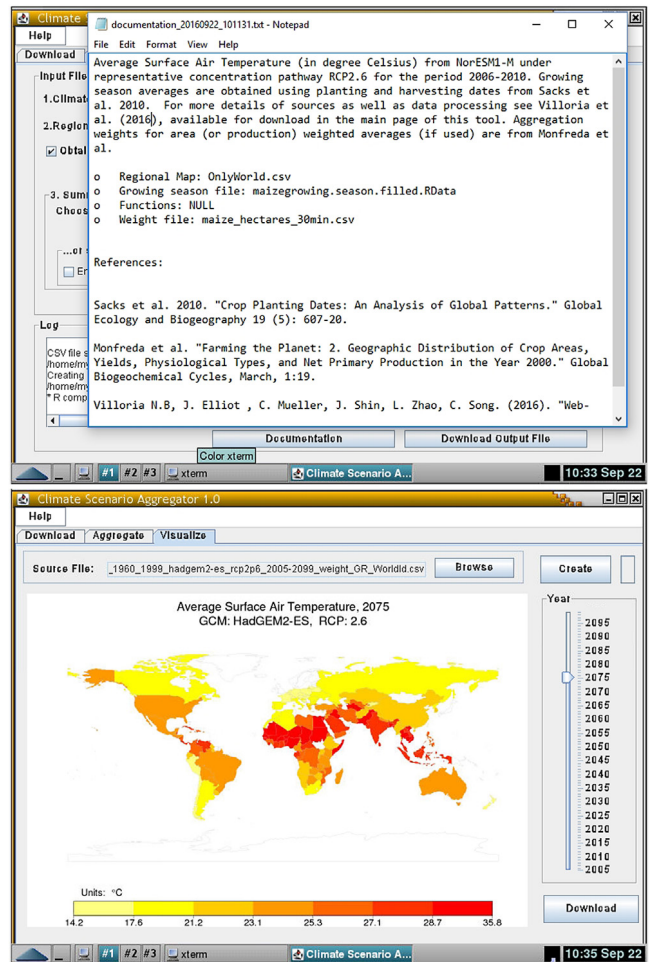 Climate
documentation_20160922_101131.txt - Notepad
Help
File Edit Format View Help
Download
Average Surface Air Temperature (in degree Celsius) from NorESM1-M under
representative concentration pathway RCP2.6 for the period 2006-2010. Growing
season averages are obtained using planting and harvesting dates from Sacks et
al. 2010. For more details of sources as well as data processing see Villoria et
al. (2016), available for download in the main page of this tool. Aggregation
weights for area (or production) weighted averages (if used) are from Monfreda et
al.
o Regional Map: OnlyWorld.csv
o Growing season file: maizegrowing.season.filled.RData
o Functions: NULL
o Weight file: maize_hectares_30min.csv
References:
Sacks et al. 2010. "Crop Planting Dates: An Analysis of Global Patterns." Global
Ecology and Biogeography 19 (5): 607-20.
Monfreda et al. "Farming the Planet: 2. Geographic Distribution of Crop Areas,
Yields, Physiological Types, and Net Primary Production in the Year 2000." Global
Biogeochemical Cycles, March, 1:19.
Villoria N.B, J. Elliot , C. Mueller, J. Shin, L. Zhao, C. Song. (2016). "Web-
Input File
1.Climat
2.Region
Obtai
3. Sum
Choos
...or
En
Log
CSV file s
/home/my
Creating
/home/my
* R comp
Documentation
Download Output File
Color xterm
#1 #2 #3 xterm
Climate Scenario A...
10:33 Sep 22
Climate Scenario Aggregator 1.0
Help
Download Aggregate Visualize
Source File: _1960_1999_hadgem2-es_rcp2p6_2005-2099_weight_GR_WorldId.csv Browse
Create
Average Surface Air Temperature, 2075
GCM: HadGEM2-ES, RCP: 2.6
Year
2095
2090
2085
2080
2075
2070
2065
2060
2055
2050
2045
2040
2035
2030
2025
2020
2015
2010
2005
Units: °C
14.2 17.6 21.2 23.1 25.3 27.1 28.7 35.8
Download
#1 #2 #3 xterm
Climate Scenario A...
10:35 Sep 22